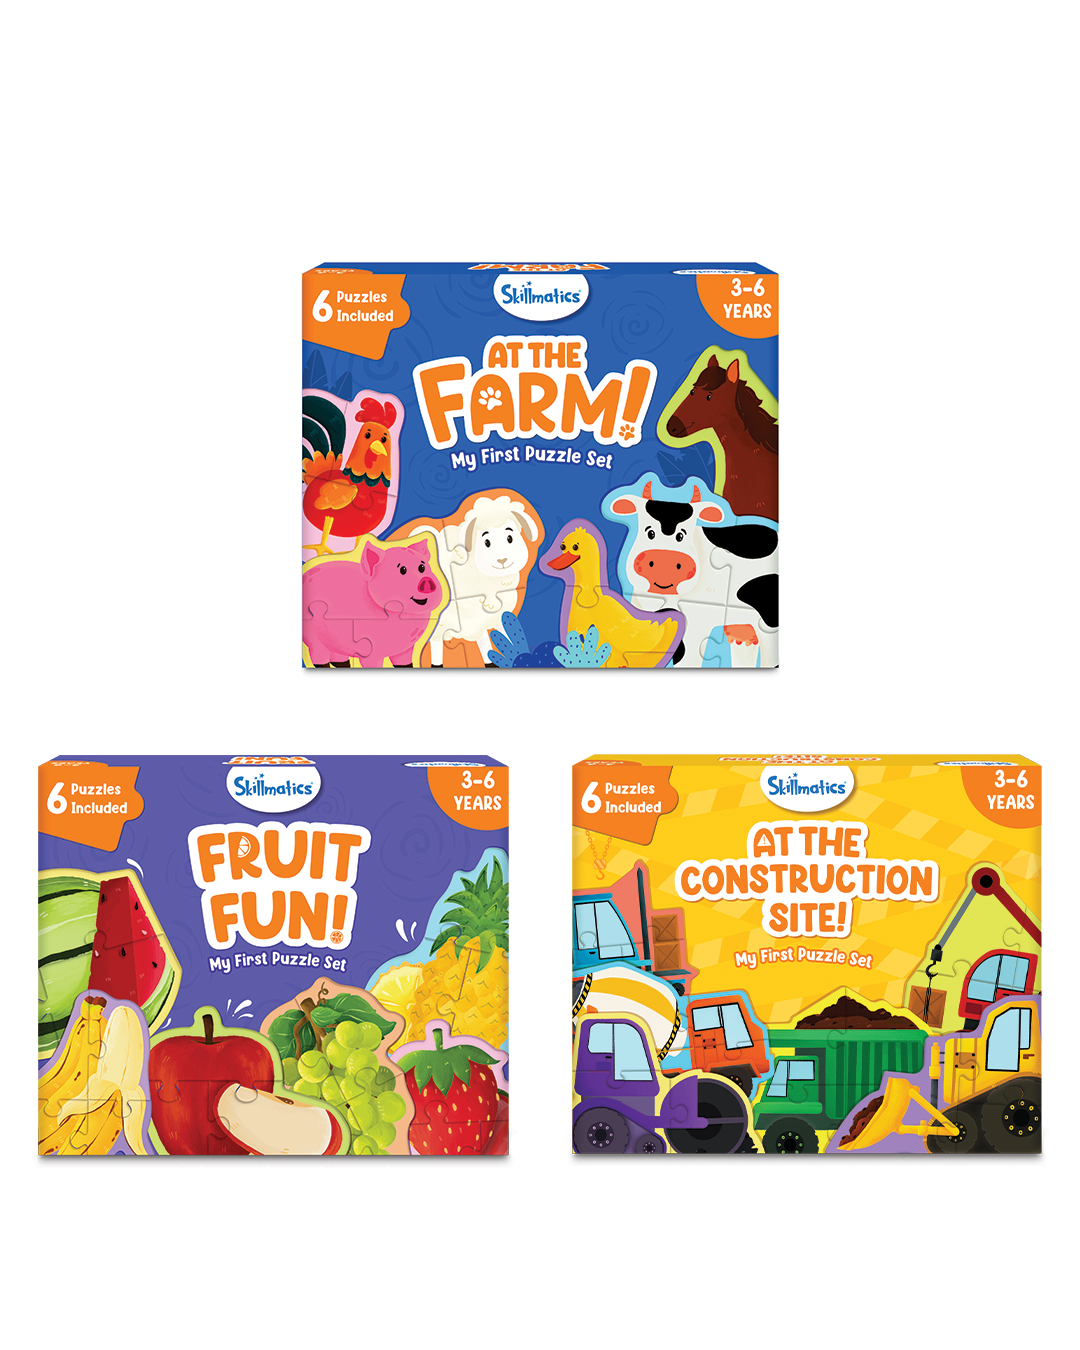 6 Puzzles
Included
Skillmatics
3-6
YEARS
AT THE
FARM!
My First Puzzle Set
6 Puzzles
Included
Skillmatics
3-6
YEARS
FRUIT
FUN!
My First Puzzle Set
6 Puzzles
Included
Skillmatics
3-6
YEARS
AT THE
CONSTRUCTION
SITE!
My First Puzzle Set